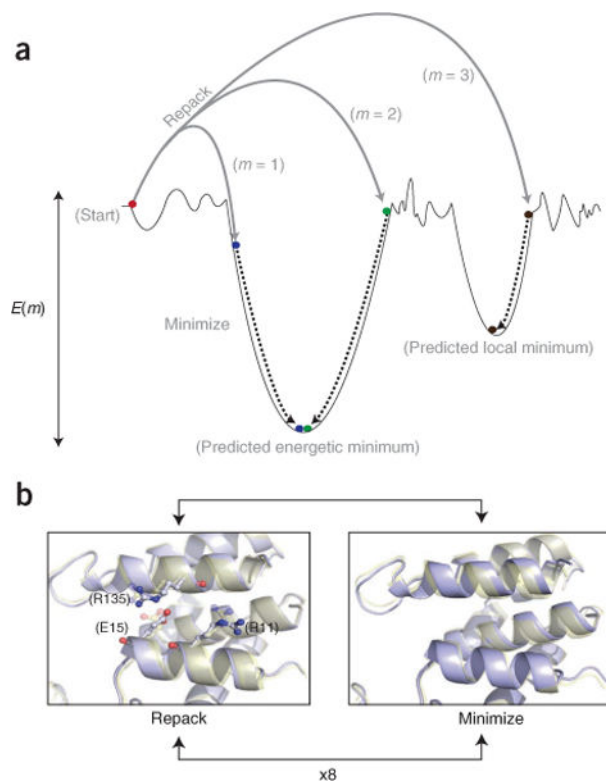 a
Repack
(m = 3)
(m = 2)
(m = 1)
(Start)
E(m)
Minimize
(Predicted local minimum)
(Predicted energetic minimum)
b
(R135)
(E15)
(R11)
Repack
Minimize
x8